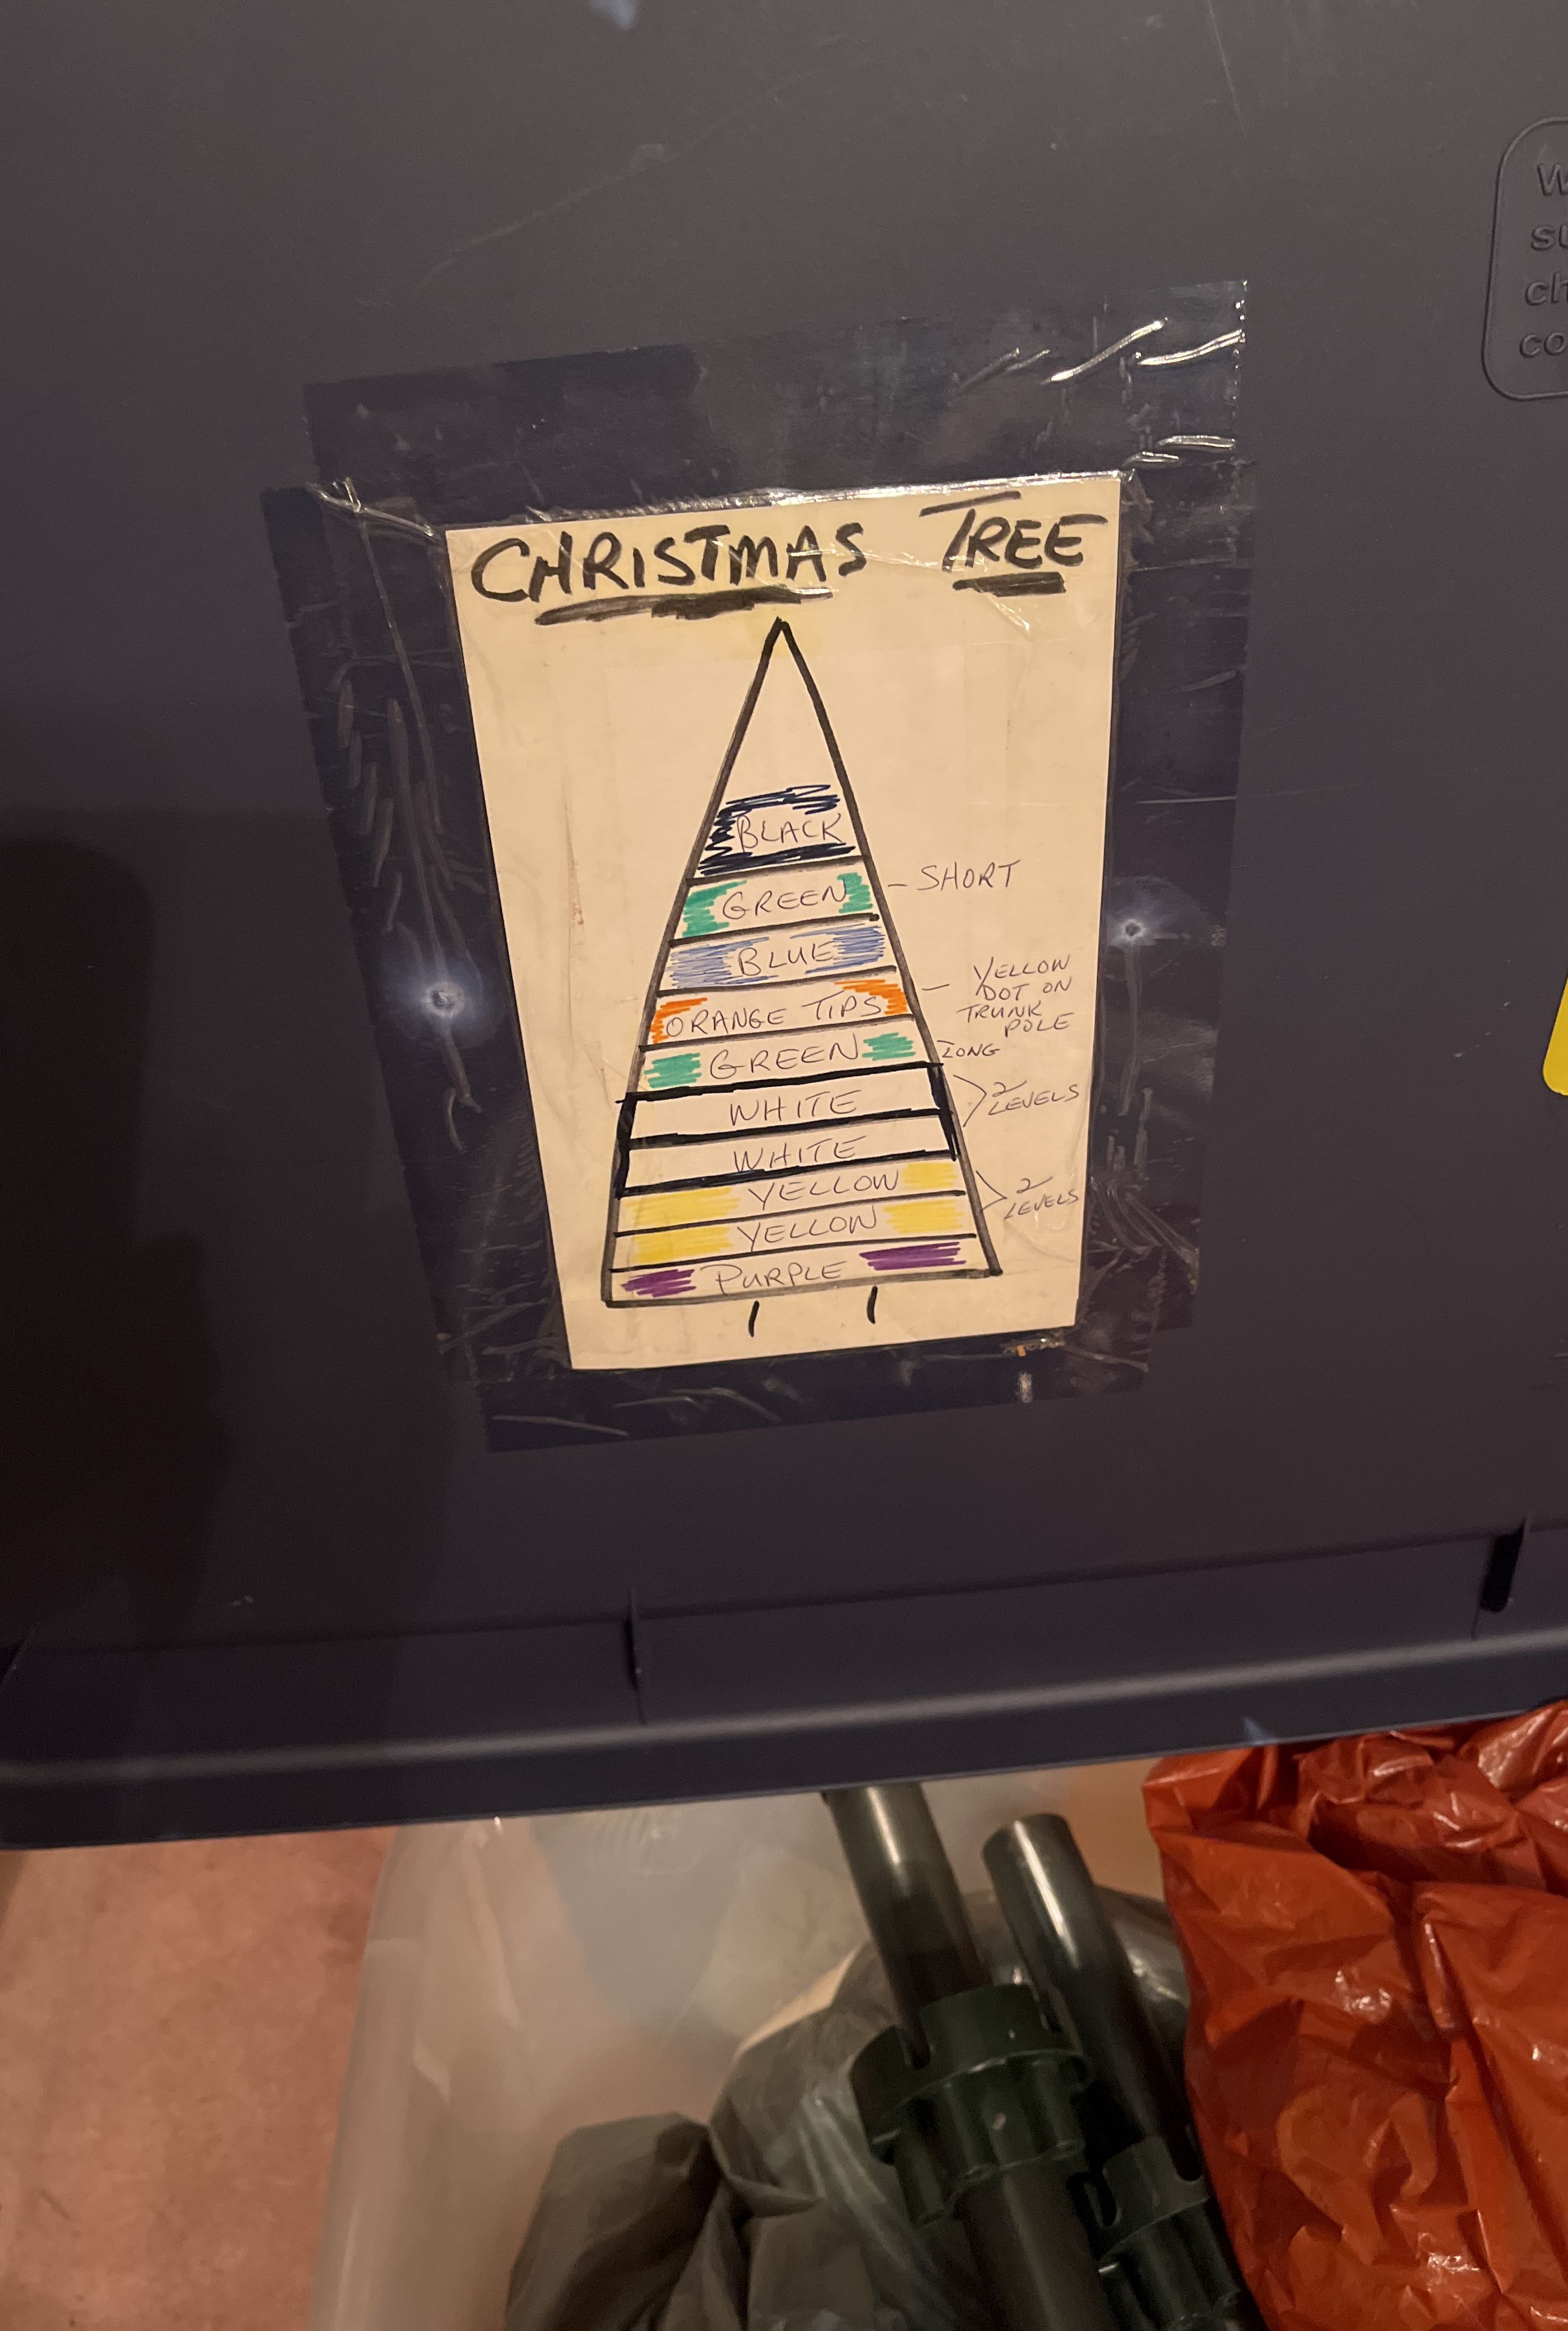 CHRISTMAS TREE
BLACK
GREEN - SHORT
BLUE
ORANGE TIPS - YELLOW
DOT ON
TRUNK
POLE
GREEN LONG
WHITE 2
LEVELS
WHITE
YELLOW 2
LEVELS
YELLOW
PURPLE